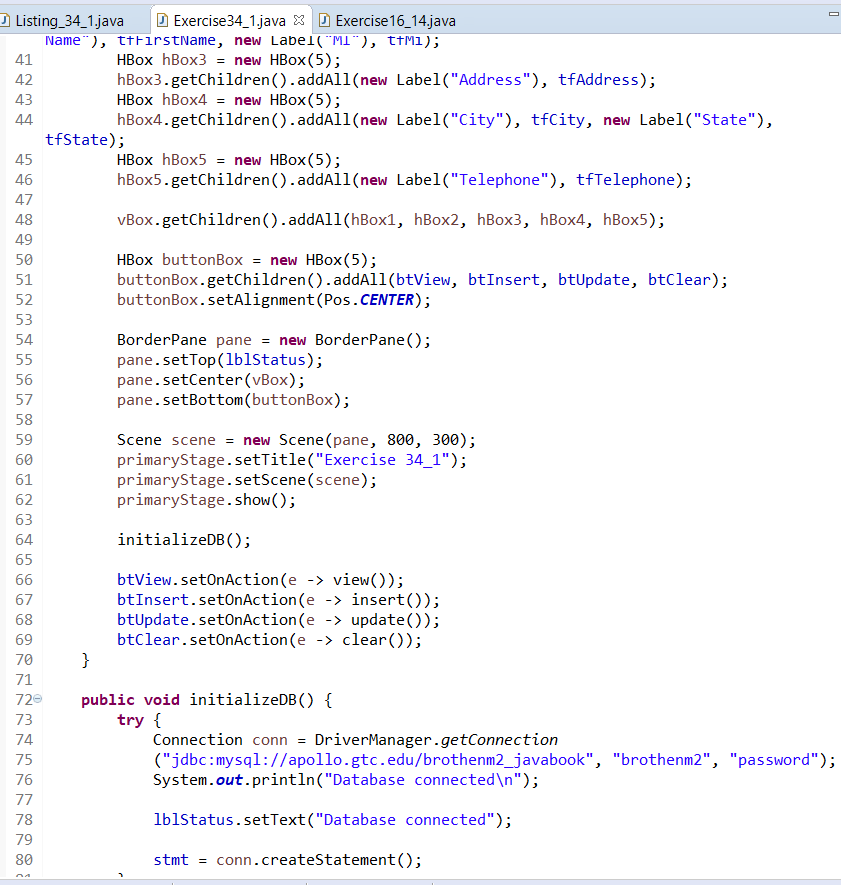 Listing_34_1.java Exercise34_1.java Exercise16_14.java
Name"), tfFirstName, new Label("MI"), tfMi);
41 HBox hBox3 = new HBox(5);
42 hBox3.getChildren().addAll(new Label("Address"), tfAddress);
43 HBox hBox4 = new HBox(5);
44 hBox4.getChildren().addAll(new Label("City"), tfCity, new Label("State"),
tfState);
45 HBox hBox5 = new HBox(5);
46 hBox5.getChildren().addAll(new Label("Telephone"), tfTelephone);
47
48 vBox.getChildren().addAll(hBox1, hBox2, hBox3, hBox4, hBox5);
49
50 HBox buttonBox = new HBox(5);
51 buttonBox.getChildren().addAll(btView, btInsert, btUpdate, btClear);
52 buttonBox.setAlignment(Pos.CENTER);
53
54 BorderPane pane = new BorderPane();
55 pane.setTop(lblStatus);
56 pane.setCenter(vBox);
57 pane.setBottom(buttonBox);
58
59 Scene scene = new Scene(pane, 800, 300);
60 primaryStage.setTitle("Exercise 34_1");
61 primaryStage.setScene(scene);
62 primaryStage.show();
63
64 initializeDB();
65
66 btView.setOnAction(e -> view());
67 btInsert.setOnAction(e -> insert());
68 btUpdate.setOnAction(e -> update());
69 btClear.setOnAction(e -> clear());
70 }
71
72 public void initializeDB() {
73 try {
74 Connection conn = DriverManager.getConnection
75 ("jdbc:mysql://apollo.gtc.edu/brothenm2_javabook", "brothenm2", "password");
76 System.out.println("Database connected\n");
77
78 lblStatus.setText("Database connected");
79
80 stmt = conn.createStatement();